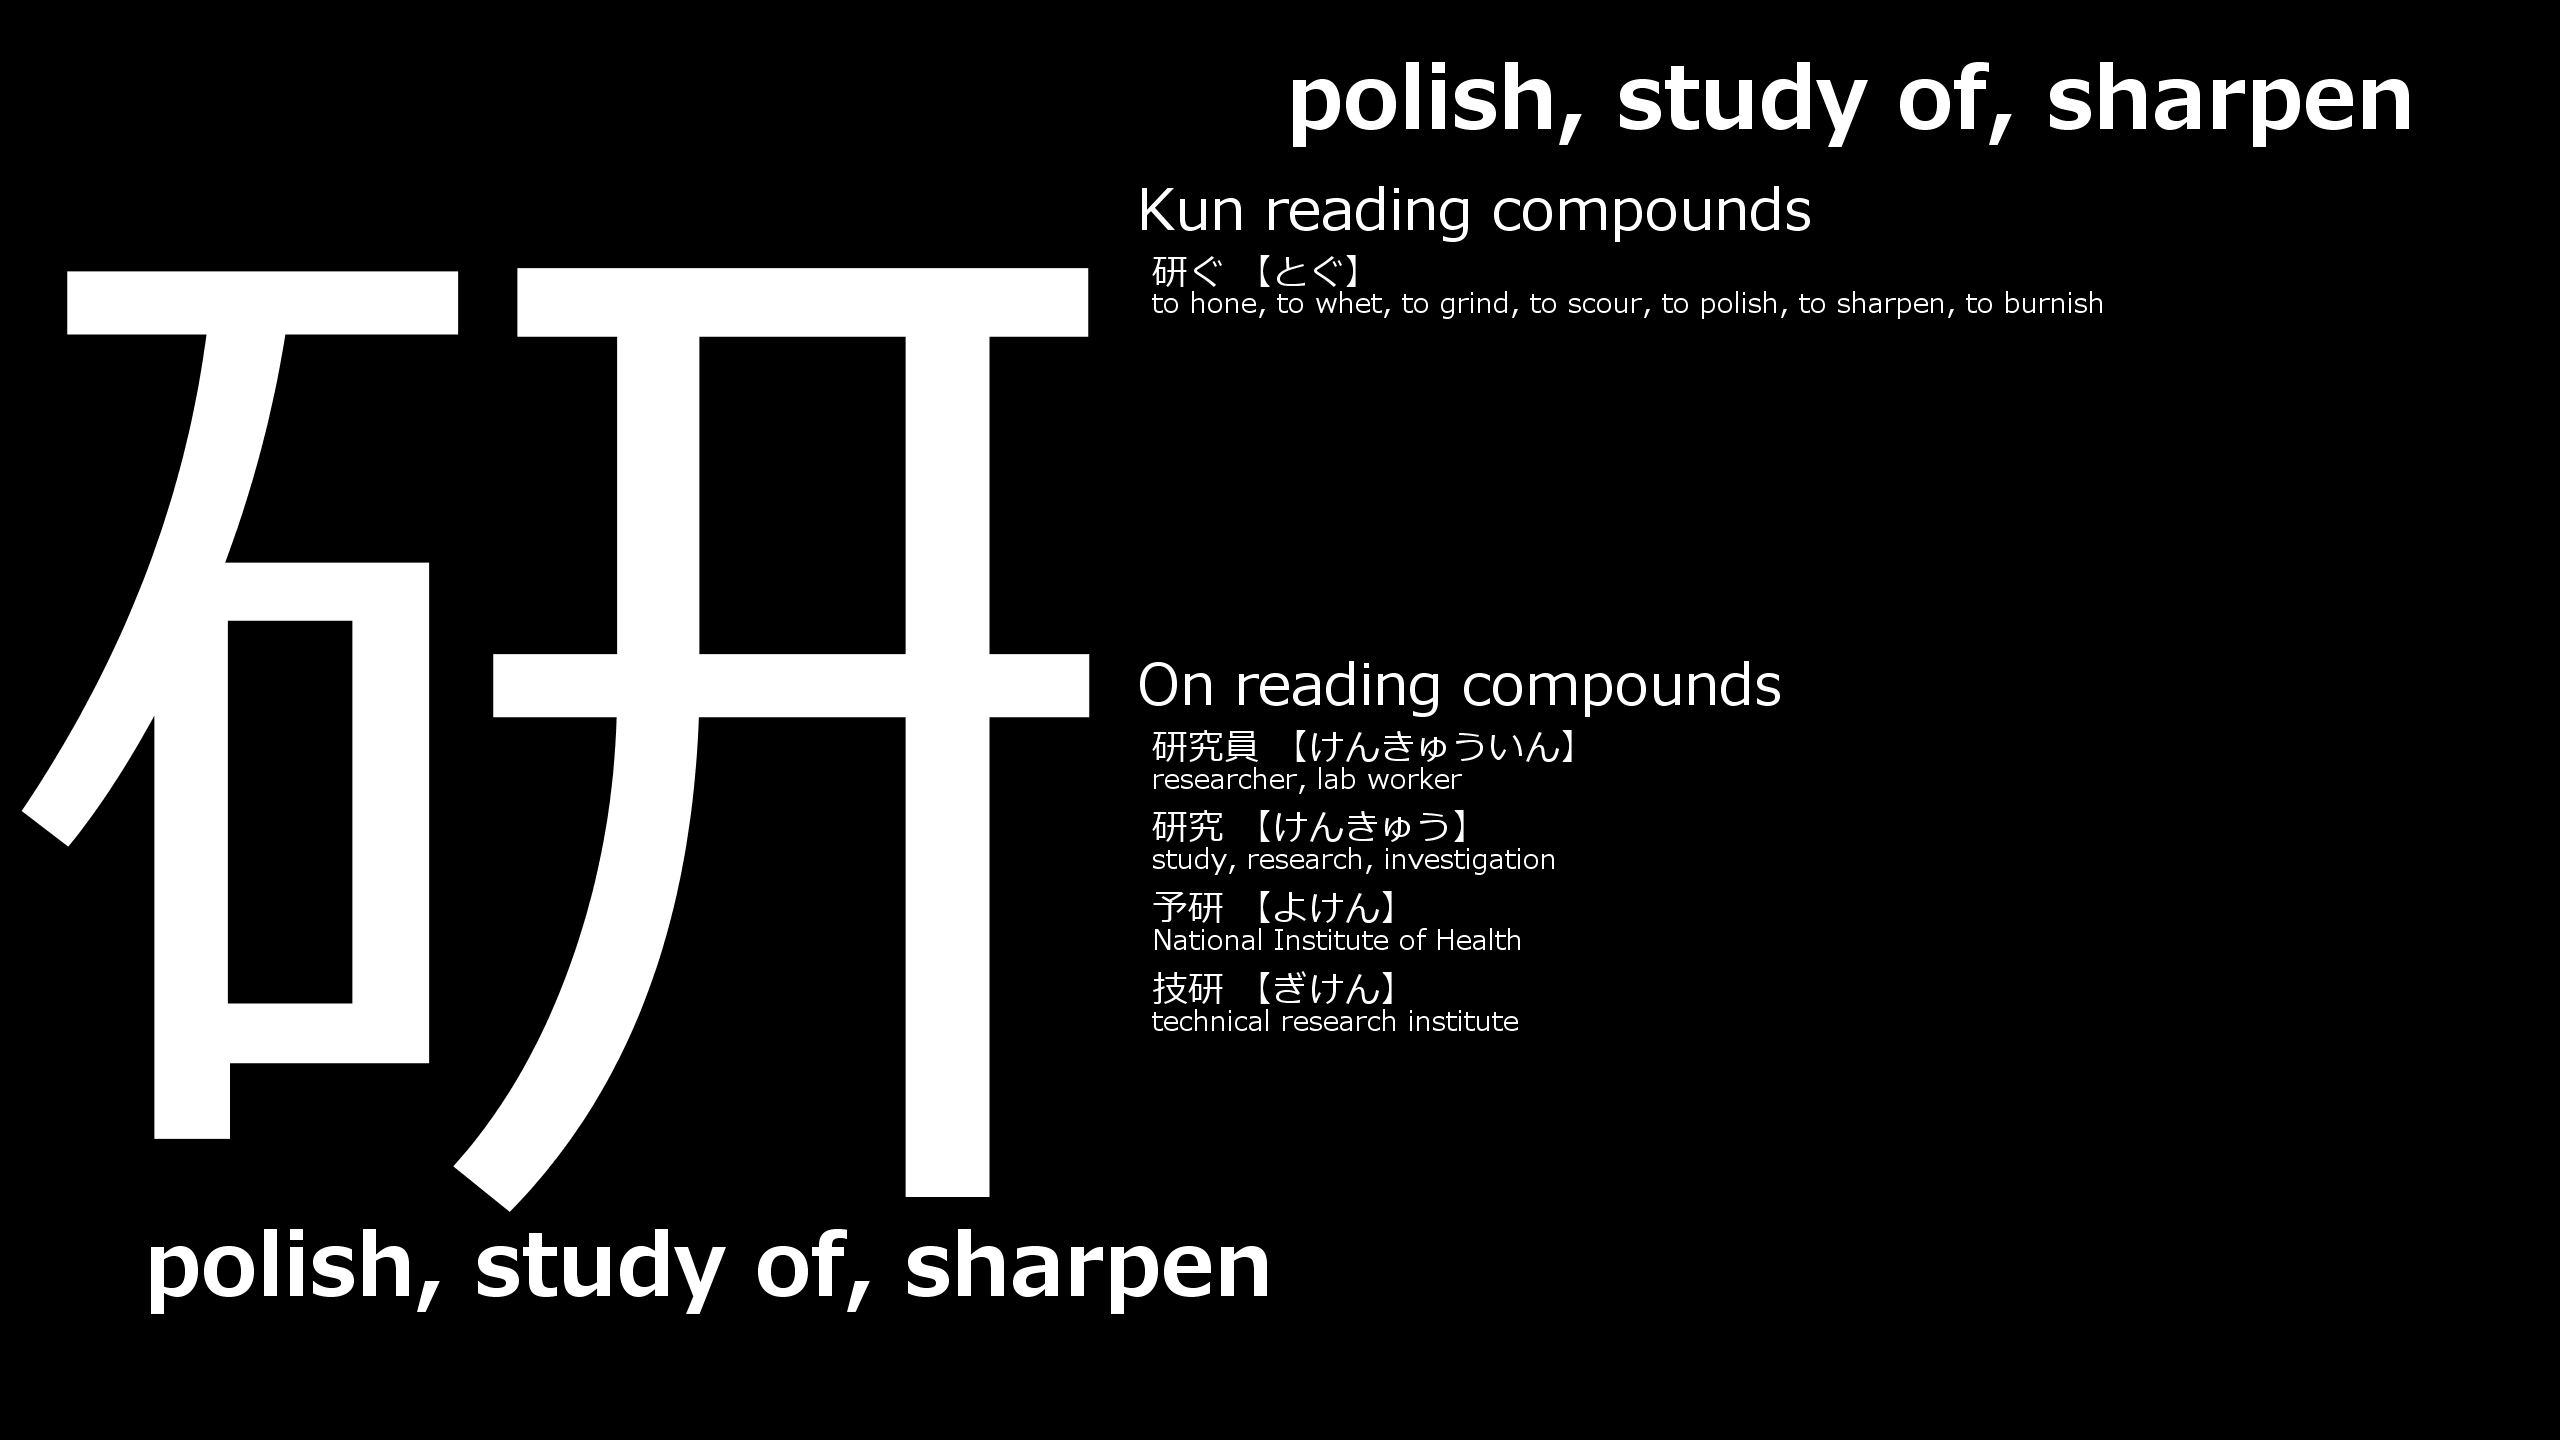 polish, study of, sharpen
研
polish, study of, sharpen
Kun reading compounds
研ぐ 【とぐ】
to hone, to whet, to grind, to scour, to polish, to sharpen, to burnish
On reading compounds
研究員 【けんきゅういん】
researcher, lab worker
研究 【けんきゅう】
study, research, investigation
予研 【よけん】
National Institute of Health
技研 【ぎけん】
technical research institute